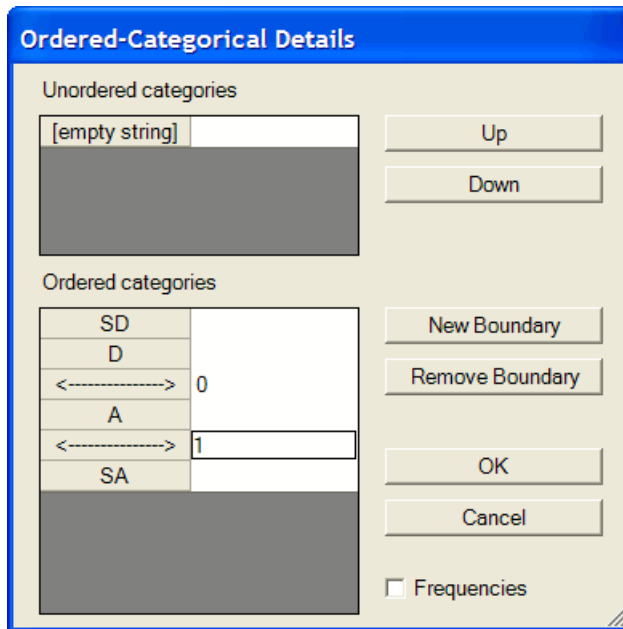 Ordered-Categorical Details
Unordered categories
[empty string]
Up
Down
Ordered categories
SD
D
<---------------> 0
A
<---------------> 1
SA
New Boundary
Remove Boundary
OK
Cancel
Frequencies